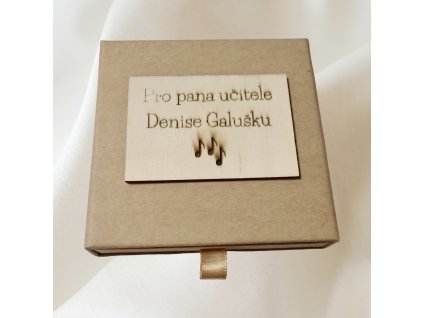 Pro pana učitele
Denise Galušku